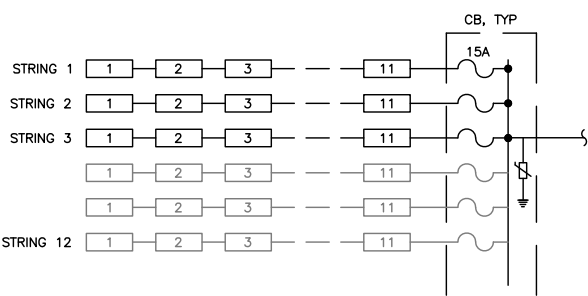 CB, TYP
15A
STRING 1 1 2 3 11
STRING 2 1 2 3 11
STRING 3 1 2 3 11
1 2 3 11
1 2 3 11
STRING 12 1 2 3 11